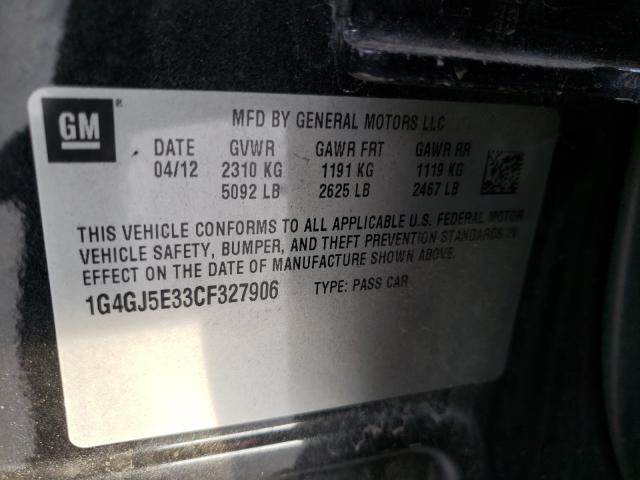 GM®
MFD BY GENERAL MOTORS LLC
DATE GVWR GAWR FRT GAWR RR
04/12 2310 KG 1191 KG 1119 KG
5092 LB 2625 LB 2467 LB
THIS VEHICLE CONFORMS TO ALL APPLICABLE U.S. FEDERAL MOTOR
VEHICLE SAFETY, BUMPER, AND THEFT PREVENTION STANDARDS IN
EFFECT ON THE DATE OF MANUFACTURE SHOWN ABOVE.
1G4GJ5E33CF327906 TYPE: PASS CAR